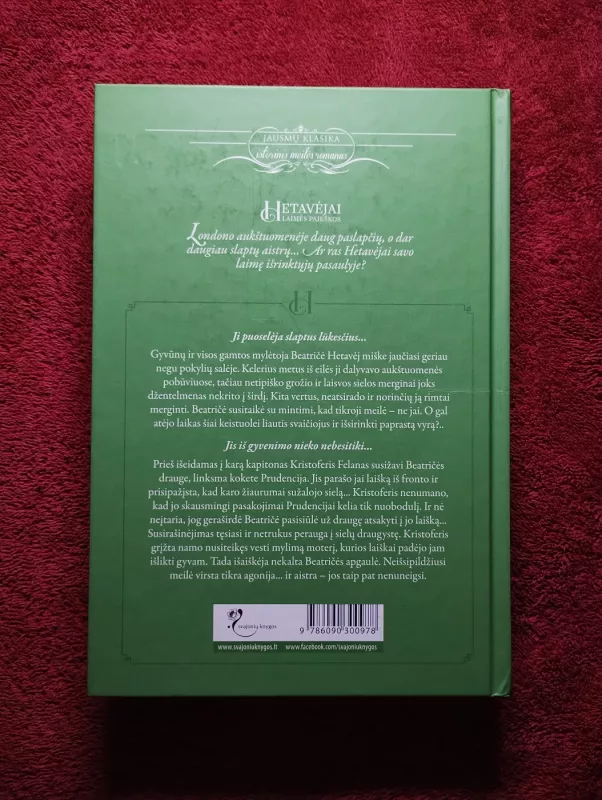 JAUSMŲ KLASIKA
istorinis meilės romanas
HETAVĖJAI
LAIMĖS PAIEŠKOS
Londono aukštuomenėje daug paslapčių, o dar
daugiau slaptų aistrų... Ar ras Hetavėjai savo
laimę išrinktųjų pasaulyje?
H
Ji puoselėja slaptus lūkesčius...
Gyvūnų ir visos gamtos mylėtoja Beatričė Hetavėj miške jaučiasi geriau
negu pokylių salėje. Kelerius metus iš eilės ji dalyvavo aukštuomenės
pobūviuose, tačiau netipiško grožio ir laisvos sielos merginai joks
džentelmenas nekrito į širdį. Kita vertus, neatsirado ir norinčių ją rimtai
merginti. Beatričė susitaikė su mintimi, kad tikroji meilė – ne jai. O gal
atėjo laikas šiai keistuolei liautis svaičiojus ir išsirinkti paprastą vyrą?..
Jis iš gyvenimo nieko nebesitiki...
Prieš išeidamas į karą kapitonas Kristoferis Felanas susižavi Beatričės
drauge, linksma kokete Prudencija. Jis parašo jai laišką iš fronto ir
prisipažįsta, kad karo žiaurumai sužalojo sielą... Kristoferis nenumano,
kad jo skausmingi pasakojimai Prudencijai kelia tik nuobodulį. Ir nė
neįtaria, jog geraširdė Beatričė pasisiūlė už draugę atsakyti į jo laišką...
Susirašinėjimas tęsiasi ir netrukus perauga į sielų draugystę. Kristoferis
grįžta namo nusiteikęs vesti mylimą moterį, kurios laiškai padėjo jam
išlikti gyvam. Tada išaiškėja nekalta Beatričės apgaulė. Neišsipildžiusi
meilė virsta tikra agonija... ir aistra – jos taip pat nenuneigsi.
svajonių knygos
9 786090 300978
www.svajoniuknygos.lt
www.facebook.com/svajoniuknygos